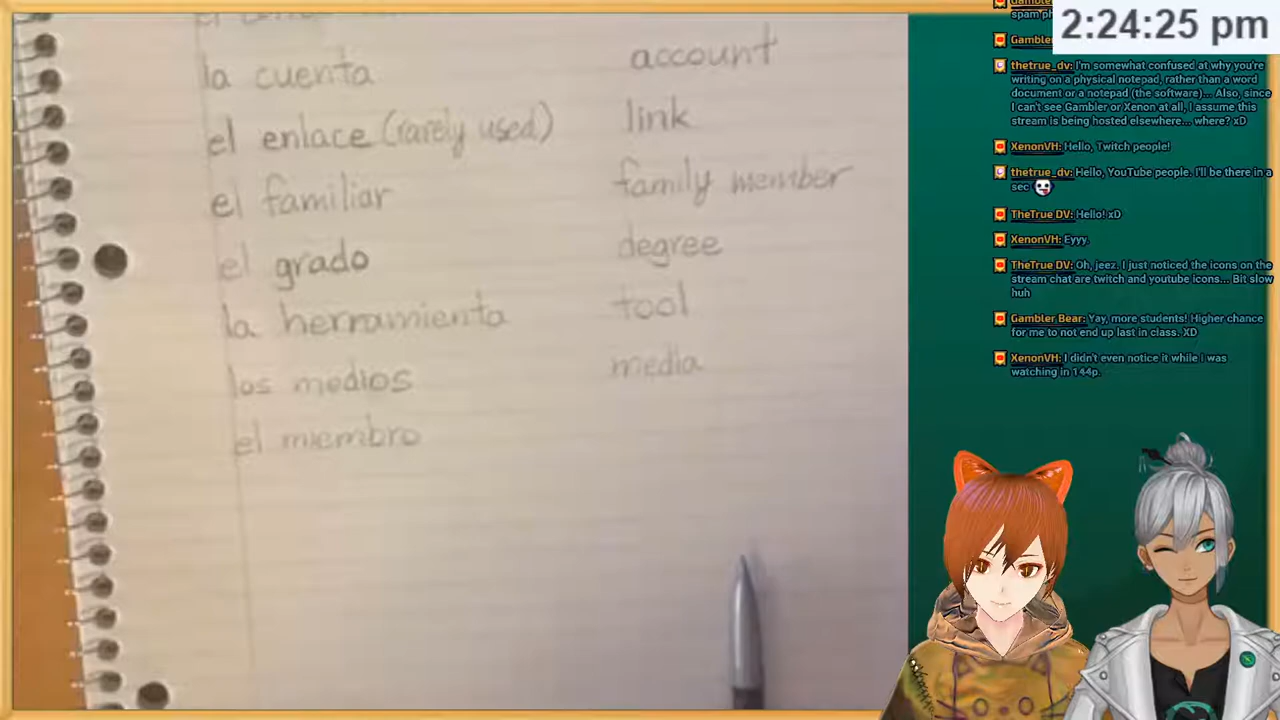 la cuenta account
el enlace (rarely used) link
el familiar family member
el grado degree
la herramienta tool
los medios media
el miembro
2:24:25 pm
spam
Gambler
thetrue_dv: I'm somewhat confused at why you're
writing on a physical notepad, rather than a word
document or a notepad (the software)... Also, since
I can't see Gambler or Xenon at all, I assume this
stream is being hosted elsewhere... where? xD
XenonVH: Hello, Twitch people!
thetrue_dv: Hello, YouTube people. I'll be there in a
sec
TheTrue DV: Hello! xD
XenonVH: Eyyy.
TheTrue DV: Oh, jeez. I just noticed the icons on the
stream chat are twitch and youtube icons... Bit slow
huh
Gambler Bear: Yay, more students! Higher chance
for me to not end up last in class. XD
XenonVH: I didn't even notice it while I was
watching in 144p.